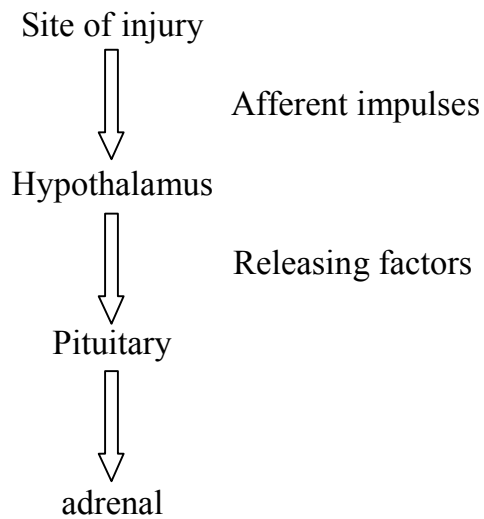 Site of injury
Afferent impulses
Hypothalamus
Releasing factors
Pituitary
adrenal